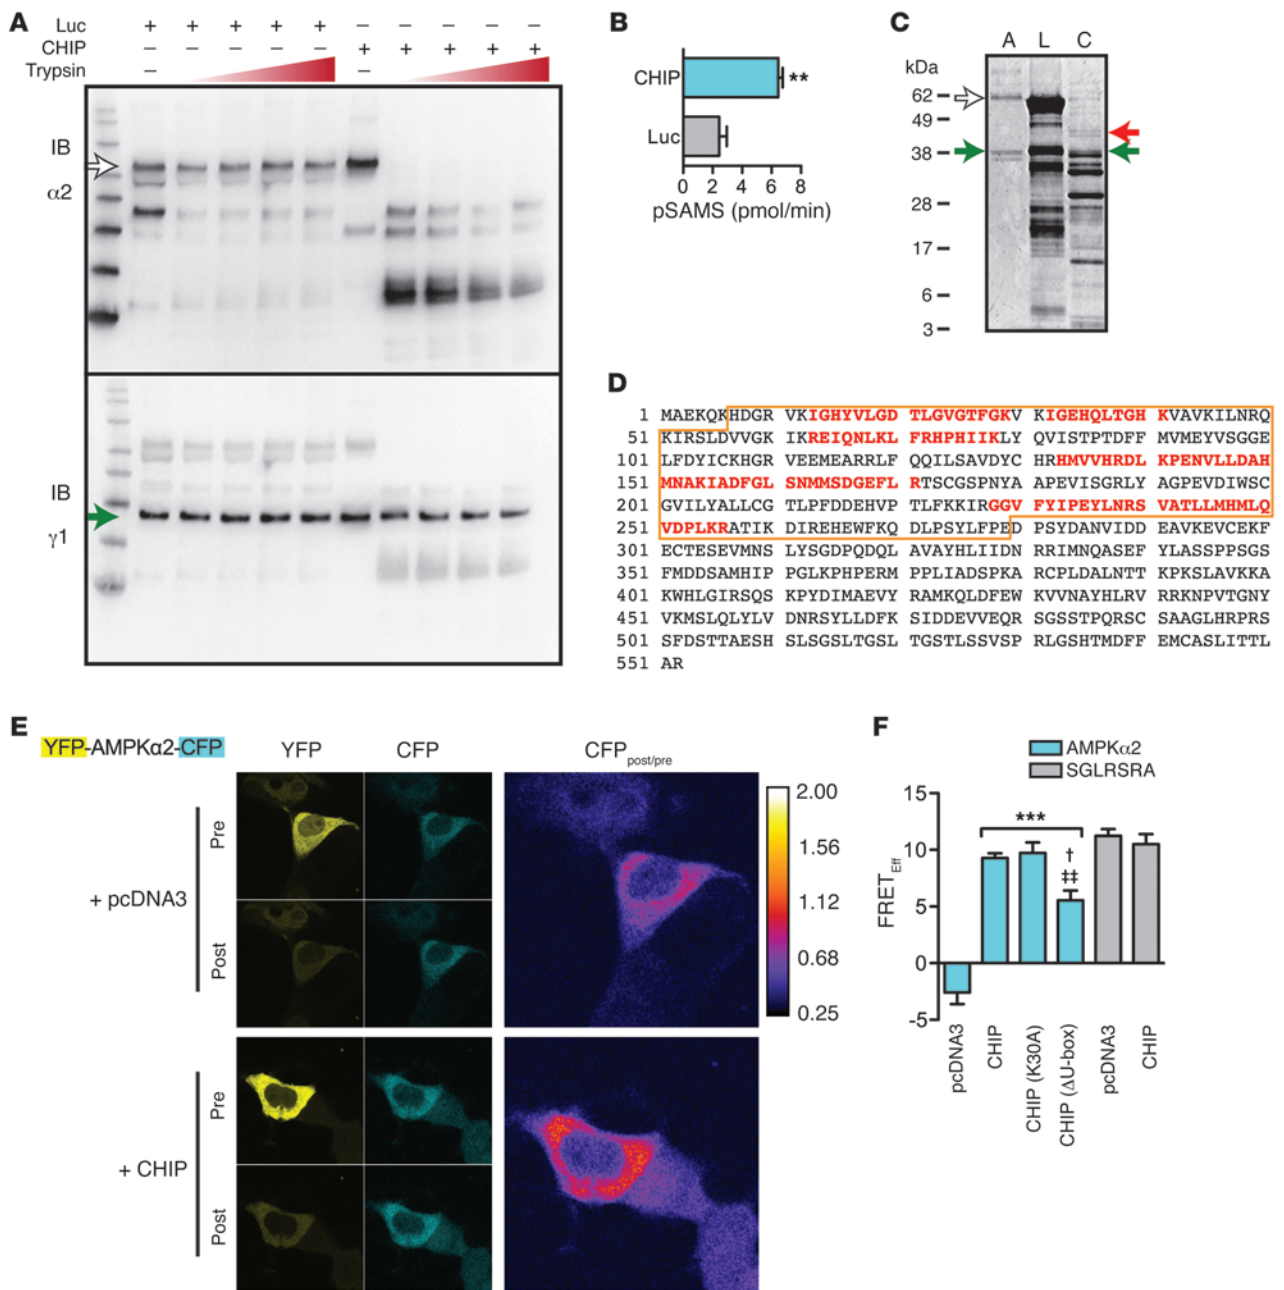 A
Luc + + + + + – – – – –
CHIP – – – – – + + + + +
Trypsin – –
IB
α2
IB
γ1
B
CHIP
**
Luc
0 2 4 6 8
pSAMS (pmol/min)
C
A L C
kDa
62
49
38
28
17
6
3
D
1 MAEKQKHDGR VKIGHYVLGD TLGVGTFGKV KIGEHQLTGH KVAVKILNRQ
51 KIRSLDVVGK IKREIQNLKL FRHPHIIKLY QVISTPTDFF MVMEYVSGGE
101 LFDYICKHGR VEEMEARRLF QQILSAVDYC HRHMVVHRDL KPENVLLDAH
151 MNAKIADFGL SNMMSDGEFL RTSCGSPNYA APEVISGRLY AGPEVDIWSC
201 GVILYALLCG TLPFDDEHVP TLFKKIRGGV FYIPEYLNRS VATLLMHMLQ
251 VDPLKRATIK DIREHEWFKQ DLPSYLFPED PSYDANVIDD EAVKEVCEKF
301 ECTESEVMNS LYSGDPQDQL AVAYHLIIDN RRIMNQASEF YLASSPPSGS
351 FMDDSAMHIP PGLKPHPERM PPLIADSPKA RCPLDALNTT KPKSLAVKKA
401 KWHLGIRSQS KPYDIMAEVY RAMKQLDFEW KVVNAYHLRV RRKNPVTGNY
451 VKMSLQLYLV DNRSYLLDFK SIDDEVVEQR SGSSTPQRSC SAAGLHRPRS
501 SFDSTTAESH SLSGSLTGSL TGSTLSSVSP RLGSHTMDFF EMCASLITTL
551 AR
E
YFP-AMPKα2-CFP
YFP CFP CFP post/pre
+ pcDNA3
Pre
Post
+ CHIP
Pre
Post
2.00
1.56
1.12
0.68
0.25
F
AMPKα2
SGLRSRA
FRET Eff
15
10
5
0
-5
***
†
‡‡
pcDNA3
CHIP
CHIP (K30A)
CHIP (ΔU-box)
pcDNA3
CHIP